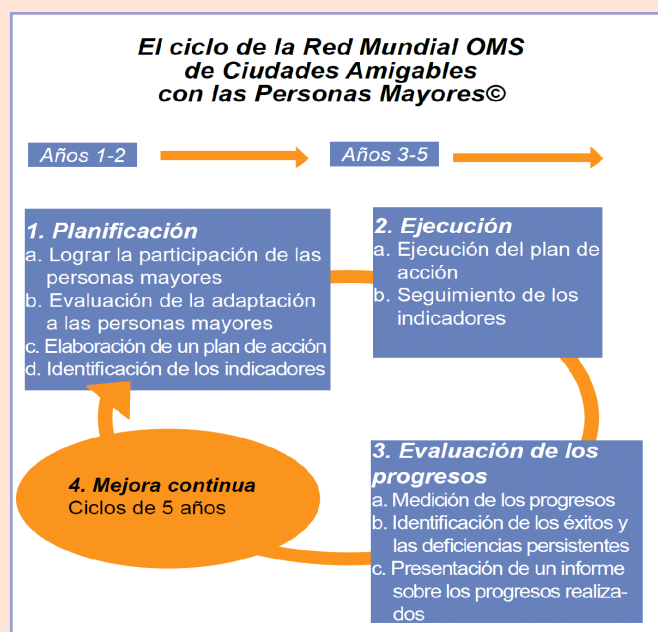 El ciclo de la Red Mundial OMS
de Ciudades Amigables
con las Personas Mayores©
Años 1-2
Años 3-5
1. Planificación
a. Lograr la participación de las
personas mayores
b. Evaluación de la adaptación
a las personas mayores
c. Elaboración de un plan de acción
d. Identificación de los indicadores
2. Ejecución
a. Ejecución del plan de
acción
b. Seguimiento de los
indicadores
3. Evaluación de los
progresos
a. Medición de los progresos
b. Identificación de los éxitos y
las deficiencias persistentes
c. Presentación de un informe
sobre los progresos realiza-
dos
4. Mejora continua
Ciclos de 5 años